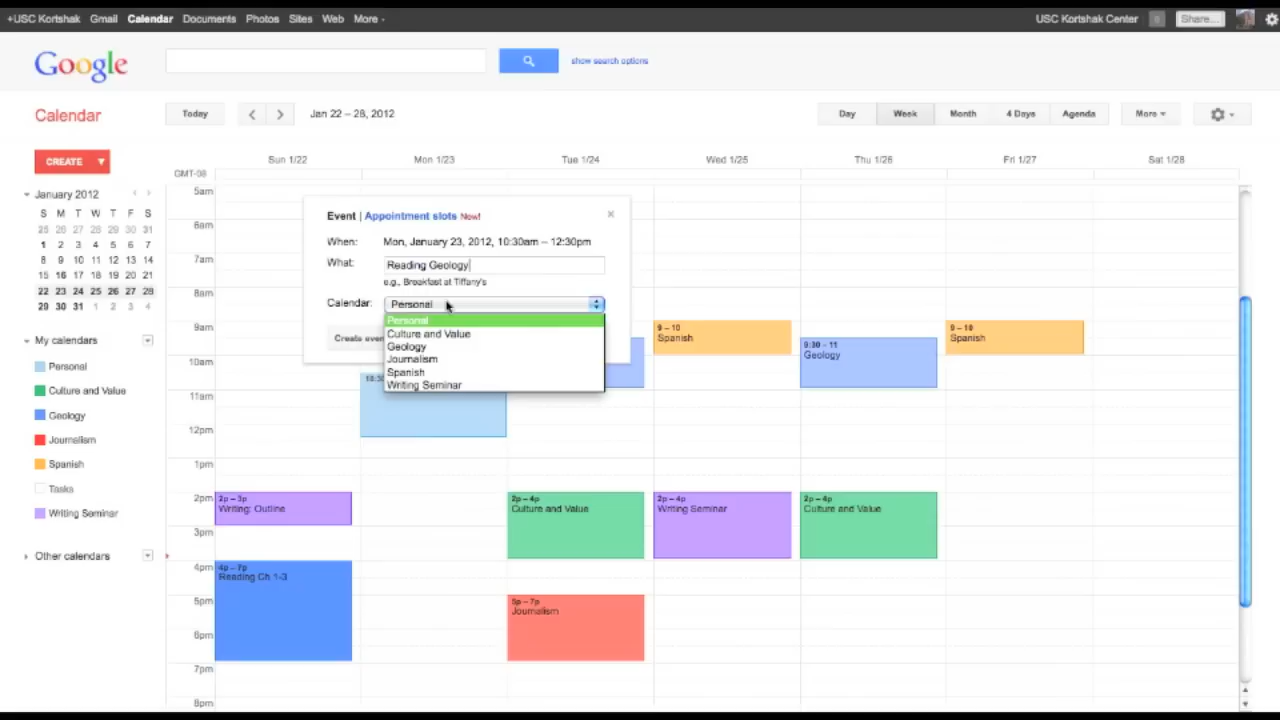 +USC Kortshak Gmail Calendar Documents Photos Sites Web More
USC Kortshak Center Share...
Google
show search options
Calendar
Today
Jan 22 – 28, 2012
Day Week Month 4 Days Agenda More
CREATE
Sun 1/22 Mon 1/23 Tue 1/24 Wed 1/25 Thu 1/26 Fri 1/27 Sat 1/28
GMT-08
January 2012
S M T W T F S
25 26 27 28 29 30 31
1 2 3 4 5 6 7
8 9 10 11 12 13 14
15 16 17 18 19 20 21
22 23 24 25 26 27 28
29 30 31 1 2 3 4
My calendars
Personal
Culture and Value
Geology
Journalism
Spanish
Tasks
Writing Seminar
Other calendars
5am
6am
7am
8am
9am
10am
11am
12pm
1pm
2pm
3pm
4pm
5pm
6pm
7pm
8pm
Event | Appointment slots New!
When: Mon, January 23, 2012, 10:30am – 12:30pm
What: Reading Geology
e.g., Breakfast at Tiffany's
Calendar: Personal
Personal
Culture and Value
Geology
Journalism
Spanish
Writing Seminar
Create even
10:30
9 – 10
Spanish
9:30 – 11
Geology
9 – 10
Spanish
2p – 3p
Writing: Outline
2p – 4p
Culture and Value
2p – 4p
Writing Seminar
2p – 4p
Culture and Value
4p – 7p
Reading Ch 1-3
5p – 7p
Journalism